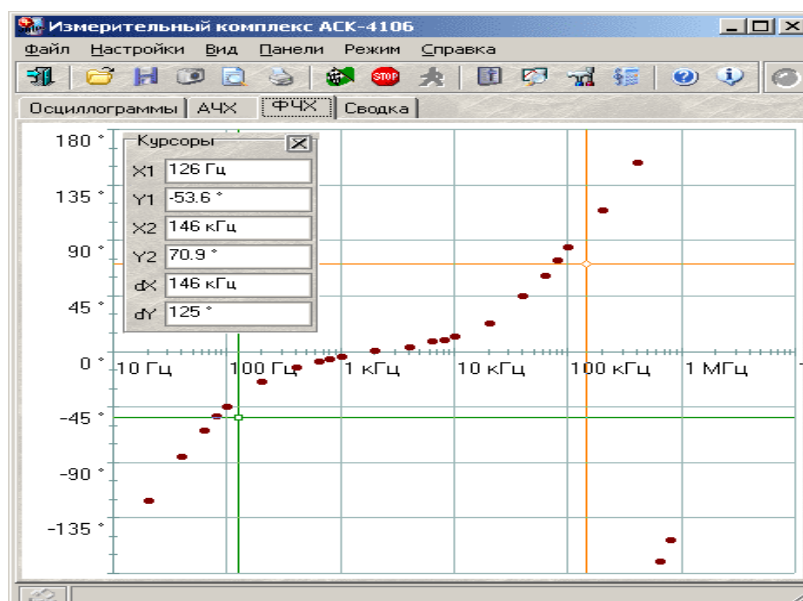 Измерительный комплекс АСК-4106
Файл Настройки Вид Панели Режим Справка
STOP
Осциллограммы АЧХ ФЧХ Сводка
Курсоры
X1 126 Гц
Y1 -53.6 °
X2 146 кГц
Y2 70.9 °
dX 146 кГц
dY 125 °
180 °
135 °
90 °
45 °
0 °
-45 °
-90 °
-135 °
10 Гц 100 Гц 1 кГц 10 кГц 100 кГц 1 МГц 1